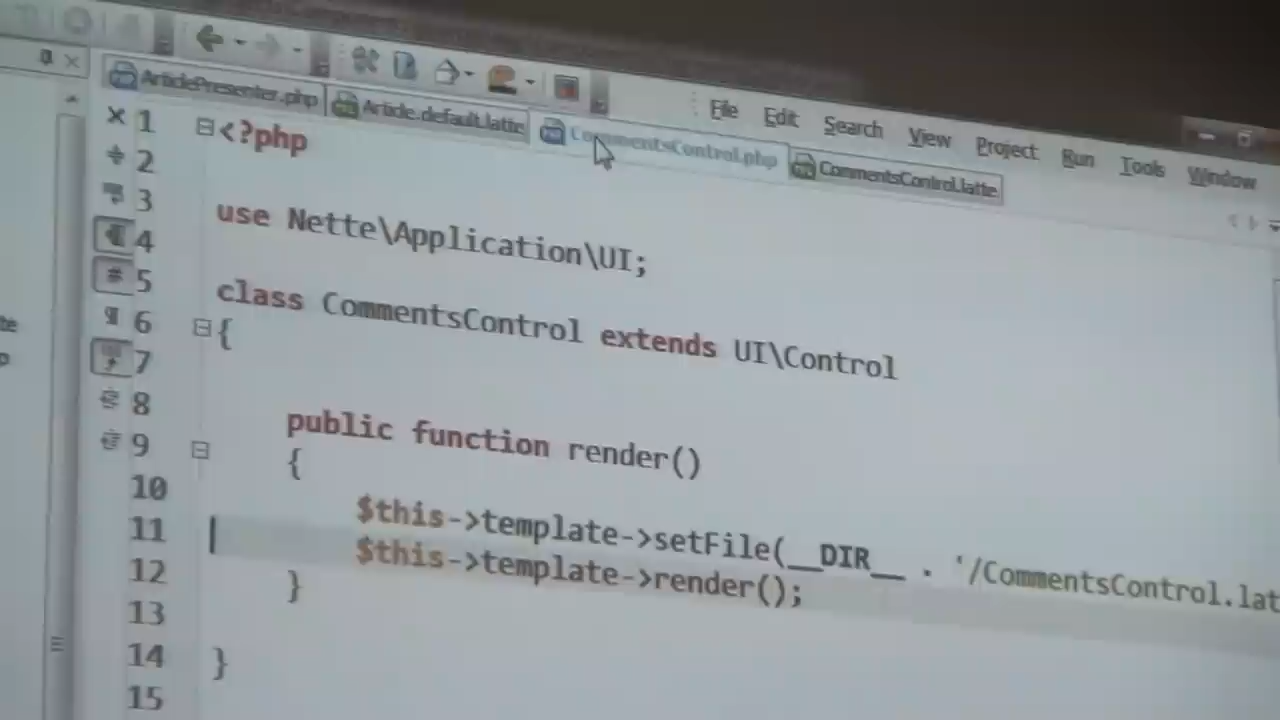 File Edit Search View Project Run Tools Window
ArticlePresenter.php Article.default.latte CommentsControl.php CommentsControl.latte
1 <?php
2
3 use Nette\Application\UI;
4
5 class CommentsControl extends UI\Control
6 {
7
8 public function render()
9 {
10 $this->template->setFile(__DIR__ . '/CommentsControl.lat
11 $this->template->render();
12 }
13
14 }
15